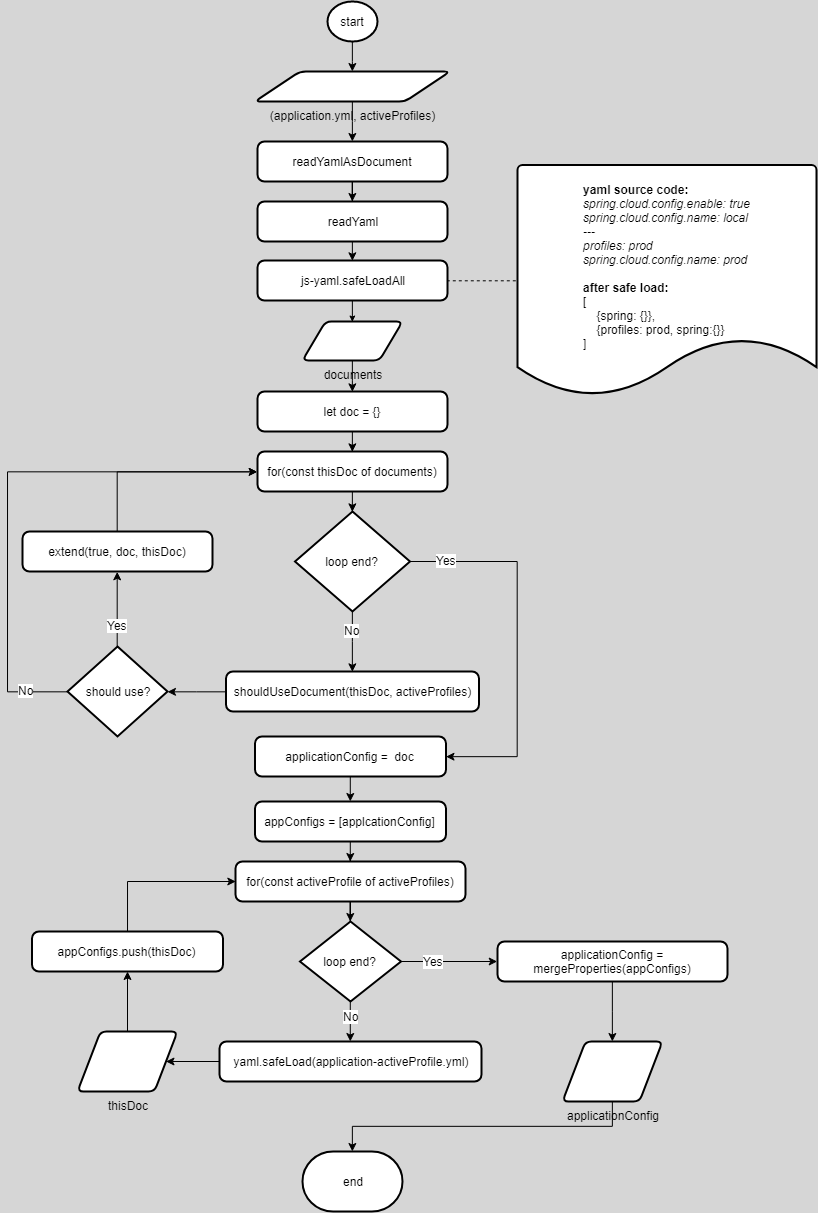 start
(application.yml, activeProfiles)
readYamlAsDocument
readYaml
js-yaml.safeLoadAll
yaml source code:
spring.cloud.config.enable: true
spring.cloud.config.name: local
---
profiles: prod
spring.cloud.config.name: prod
after safe load:
[
{spring: {}},
{profiles: prod, spring:{}}
]
documents
let doc = {}
for(const thisDoc of documents)
extend(true, doc, thisDoc)
loop end?
Yes
No
Yes
should use?
No
shouldUseDocument(thisDoc, activeProfiles)
applicationConfig = doc
appConfigs = [applcationConfig]
for(const activeProfile of activeProfiles)
appConfigs.push(thisDoc)
loop end?
Yes
applicationConfig =
mergeProperties(appConfigs)
No
yaml.safeLoad(application-activeProfile.yml)
thisDoc
applicationConfig
end